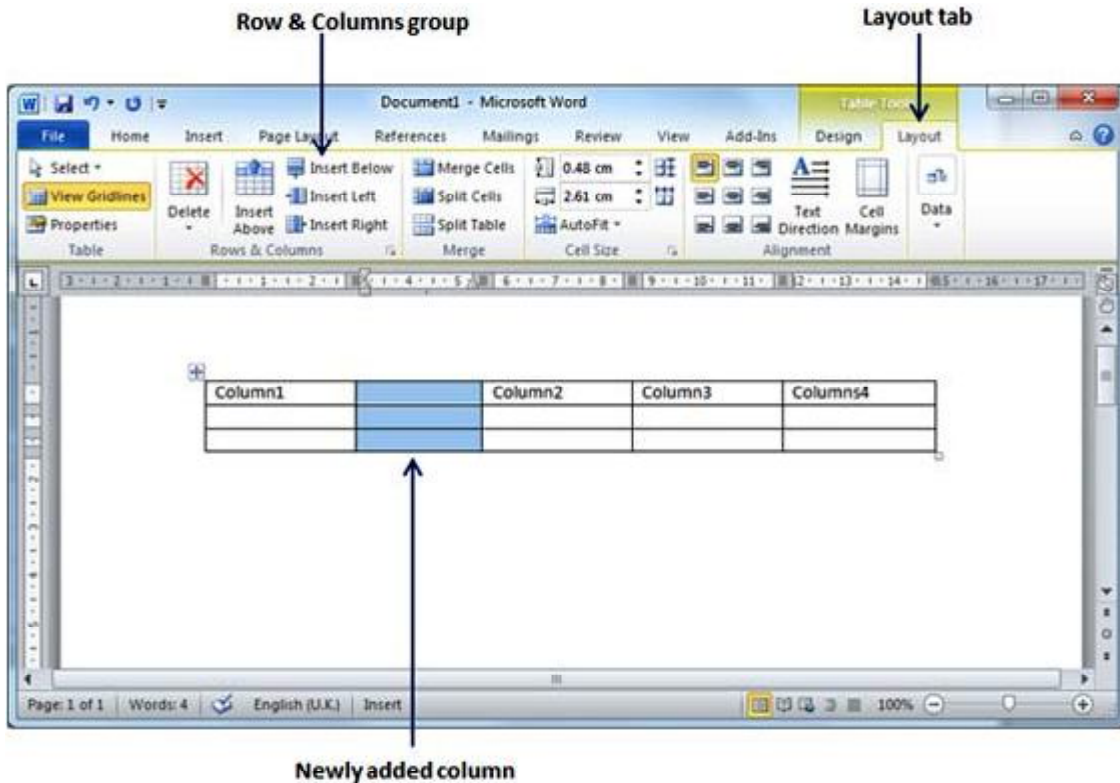 Row & Columns group
Layout tab
Document1 - Microsoft Word
Table Tools
File Home Insert Page Layout References Mailings Review View Add-Ins Design Layout
Select
View Gridlines
Properties
Table
Delete
Insert Above
Insert Below
Insert Left
Insert Right
Rows & Columns
Merge Cells
Split Cells
Split Table
Merge
0.48 cm
2.61 cm
AutoFit
Cell Size
Text Direction
Cell Margins
Alignment
Data
Column1 Column2 Column3 Columns4
Page: 1 of 1 Words: 4 English (U.K.) Insert 100%
Newly added column